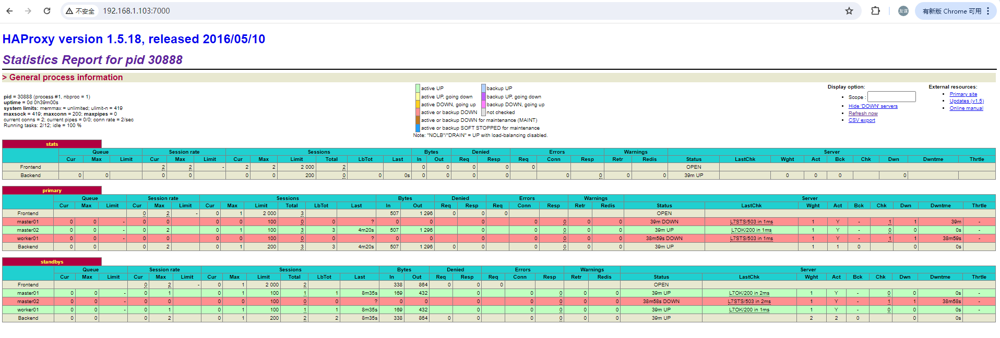 不安全 192.168.1.103:7000 友谋 有新版 Chrome 可用
HAProxy version 1.5.18, released 2016/05/10
Statistics Report for pid 30888
> General process information
pid = 30888 (process #1, nbproc = 1)
uptime = 0d 0h39m00s
system limits: memmax = unlimited; ulimit-n = 419
maxsock = 419; maxconn = 200; maxpipes = 0
current conns = 2; current pipes = 0/0; conn rate = 2/sec
Running tasks: 2/12; idle = 100 %
active UP backup UP
active UP, going down backup UP, going down
active DOWN, going up backup DOWN, going up
active or backup DOWN not checked
active or backup DOWN for maintenance (MAINT)
active or backup SOFT STOPPED for maintenance
Note: "NOLB"/"DRAIN" = UP with load-balancing disabled.
Display option:
Scope :
Hide 'DOWN' servers
Refresh now
CSV export
External resources:
Primary site
Updates (v1.5)
Online manual
stats
Queue Session rate Sessions Bytes Denied Errors Warnings Server
Cur Max Limit Cur Max Limit Cur Max Limit Total LbTot Last In Out Req Resp Req Conn Resp Retr Redis Status LastChk Wght Act Bck Chk Dwn Dwntme Thrtle
Frontend 2 2 - 2 2 2 000 2 0 0 0 0 0 OPEN
Backend 0 0 0 0 0 0 200 0 0 0s 0 0 0 0 0 0 0 0 39m UP 0 0 0 0
primary
Queue Session rate Sessions Bytes Denied Errors Warnings Server
Cur Max Limit Cur Max Limit Cur Max Limit Total LbTot Last In Out Req Resp Req Conn Resp Retr Redis Status LastChk Wght Act Bck Chk Dwn Dwntme Thrtle
Frontend 0 2 - 0 1 2 000 3 507 1 296 0 0 0 OPEN
master01 0 0 - 0 0 0 0 100 0 0 ? 0 0 0 0 0 0 0 39m DOWN L7STS/503 in 1ms 1 Y - 1 1 39m -
master02 0 0 - 0 2 0 1 100 3 3 4m20s 507 1 296 0 0 0 0 0 39m UP L7OK/200 in 1ms 1 Y - 0 0 0s -
worker01 0 0 - 0 0 0 0 100 0 0 ? 0 0 0 0 0 0 0 38m59s DOWN L7STS/503 in 1ms 1 Y - 1 1 38m59s -
Backend 0 0 0 2 0 1 200 3 3 4m20s 507 1 296 0 0 0 0 0 0 39m UP 1 1 0 0 0s
standbys
Queue Session rate Sessions Bytes Denied Errors Warnings Server
Cur Max Limit Cur Max Limit Cur Max Limit Total LbTot Last In Out Req Resp Req Conn Resp Retr Redis Status LastChk Wght Act Bck Chk Dwn Dwntme Thrtle
Frontend 0 2 - 0 1 2 000 2 338 864 0 0 0 OPEN
master01 0 0 - 0 1 0 1 100 1 1 8m35s 169 432 0 0 0 0 0 39m UP L7OK/200 in 2ms 1 Y - 0 0 0s -
master02 0 0 - 0 0 0 0 100 0 0 ? 0 0 0 0 0 0 0 38m58s DOWN L7STS/503 in 2ms 1 Y - 1 1 38m58s -
worker01 0 0 - 0 1 0 1 100 1 1 8m35s 169 432 0 0 0 0 0 39m UP L7OK/200 in 1ms 1 Y - 0 0 0s -
Backend 0 0 0 2 0 1 200 2 2 8m35s 338 864 0 0 0 0 0 0 39m UP 2 2 0 0 0s